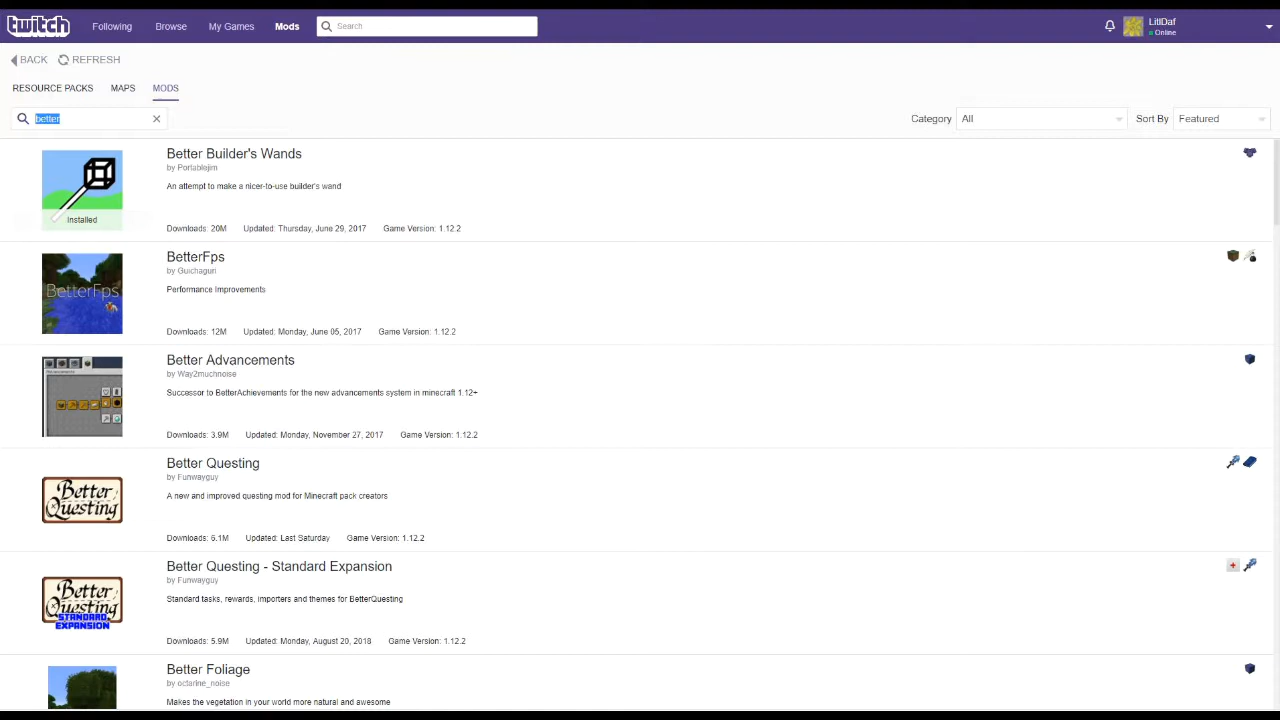 twitch Following Browse My Games Mods Search LitlDaf
Online
BACK REFRESH
RESOURCE PACKS MAPS MODS
better Category All Sort By Featured
Better Builder's Wands
by Portablejim
An attempt to make a nicer-to-use builder's wand
Installed
Downloads: 20M Updated: Thursday, June 29, 2017 Game Version: 1.12.2
BetterFps
by Guichaguri
Performance Improvements
BetterFps
Downloads: 12M Updated: Monday, June 05, 2017 Game Version: 1.12.2
Better Advancements
by Way2muchnoise
Successor to BetterAchievements for the new advancements system in minecraft 1.12+
Downloads: 3.9M Updated: Monday, November 27, 2017 Game Version: 1.12.2
Better Questing
by Funwayguy
A new and improved questing mod for Minecraft pack creators
Better
Questing
Downloads: 6.1M Updated: Last Saturday Game Version: 1.12.2
Better Questing - Standard Expansion
by Funwayguy
Standard tasks, rewards, importers and themes for BetterQuesting
Better
Questing
STANDARD
EXPANSION
Downloads: 5.9M Updated: Monday, August 20, 2018 Game Version: 1.12.2
Better Foliage
by octarine_noise
Makes the vegetation in your world more natural and awesome